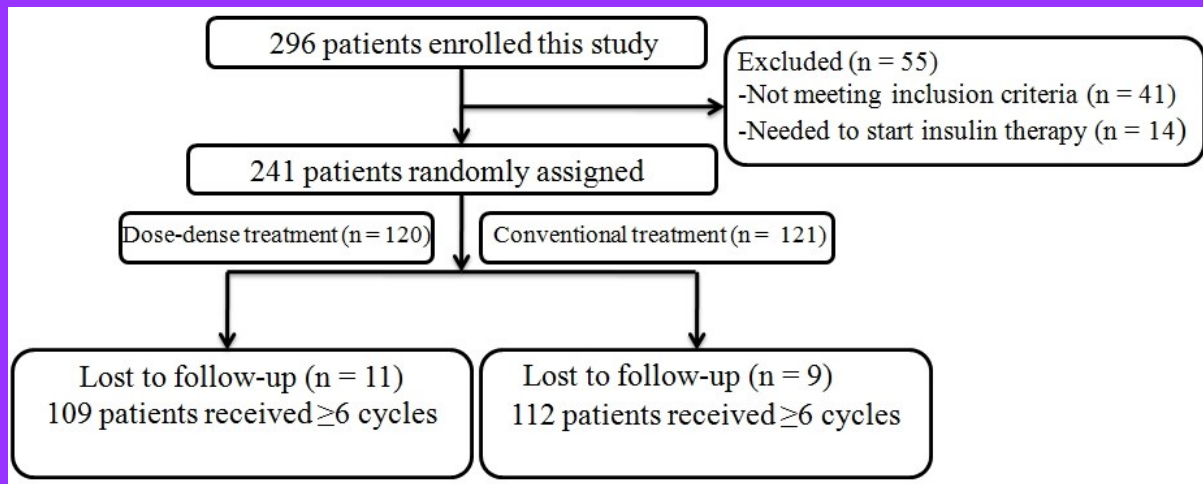 296 patients enrolled this study
Excluded (n = 55)
-Not meeting inclusion criteria (n = 41)
-Needed to start insulin therapy (n = 14)
241 patients randomly assigned
Dose-dense treatment (n = 120)
Conventional treatment (n = 121)
Lost to follow-up (n = 11)
109 patients received ≥6 cycles
Lost to follow-up (n = 9)
112 patients received ≥6 cycles